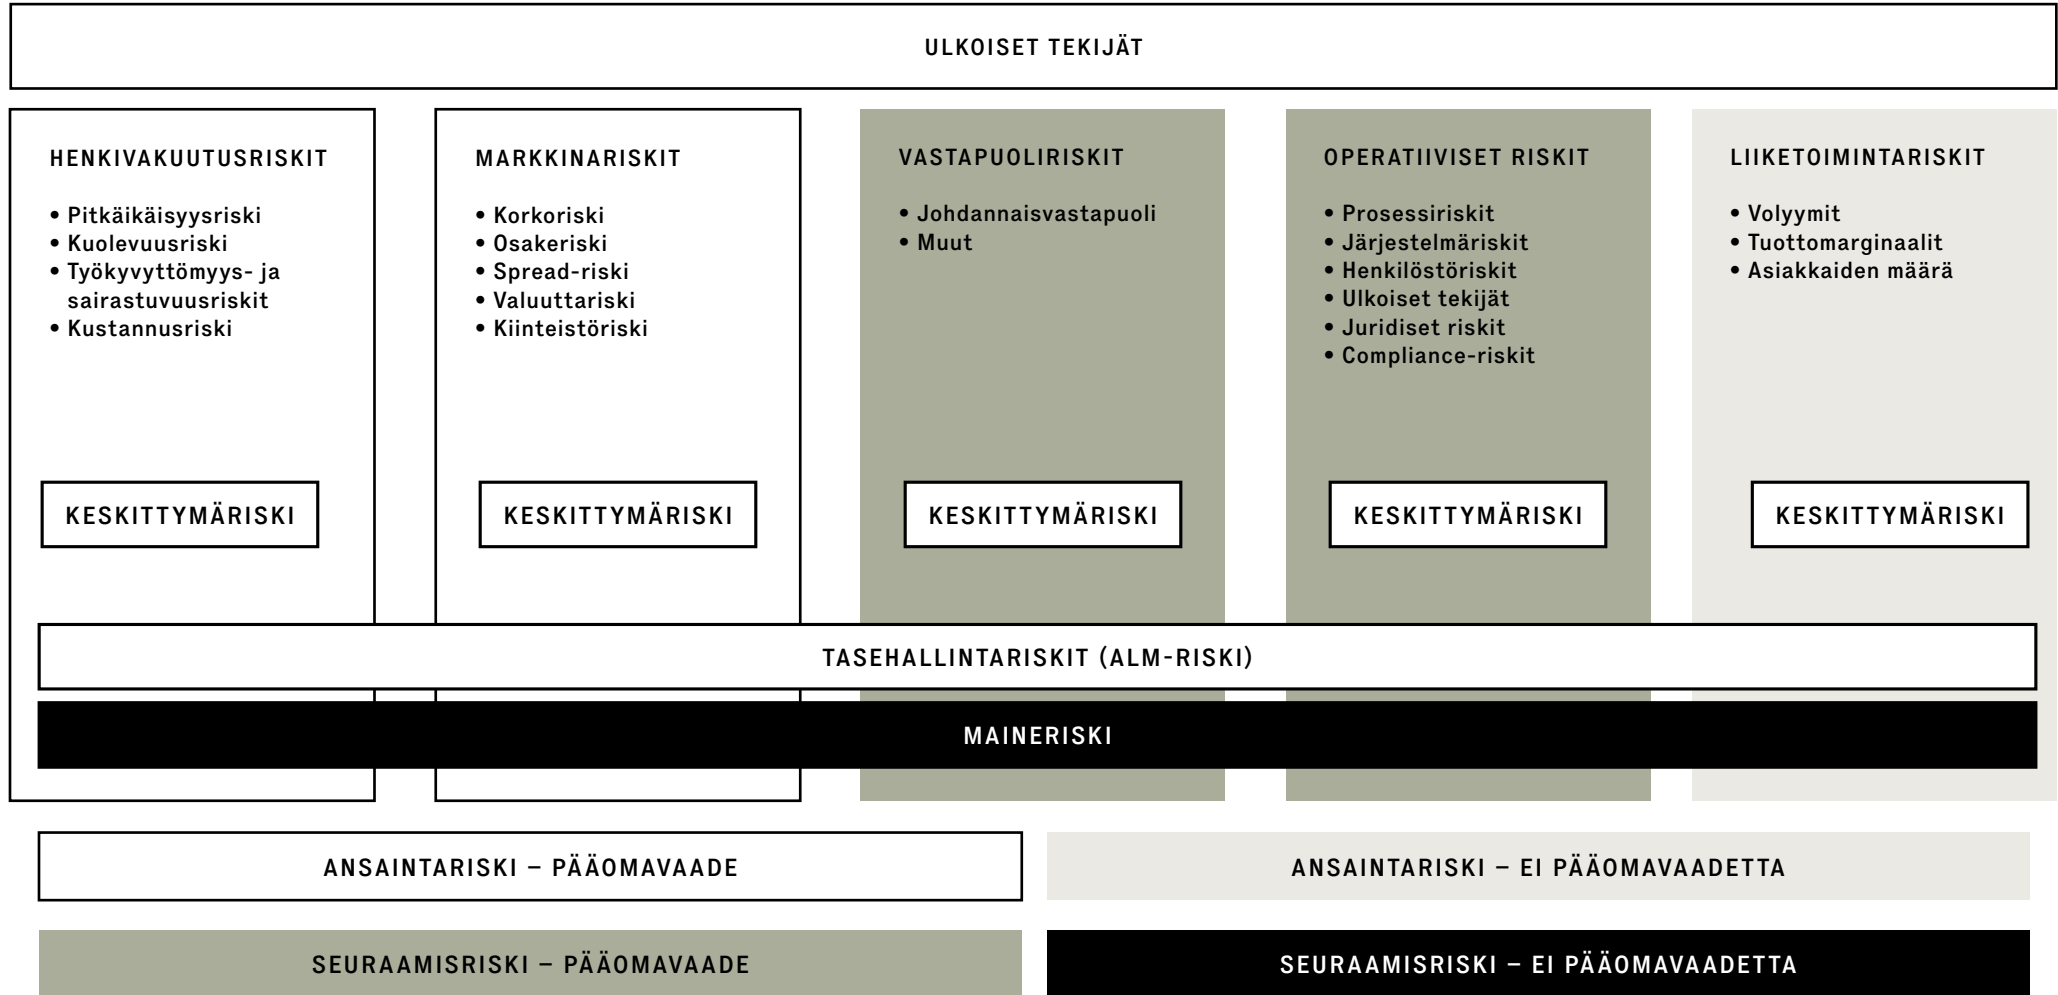 ULKOISET TEKIJÄT
HENKIVAKUUTUSRISKIT
• Pitkäikäisyysriski
• Kuolevuusriski
• Työkyvyttömyys- ja
sairastuvuusriskit
• Kustannusriski
KESKITTYMÄRISKI
MARKKINARISKIT
• Korkoriski
• Osakeriski
• Spread-riski
• Valuuttariski
• Kiinteistöriski
KESKITTYMÄRISKI
VASTAPUOLIRISKIT
• Johdannaisvastapuoli
• Muut
KESKITTYMÄRISKI
OPERATIIVISET RISKIT
• Prosessiriskit
• Järjestelmäriskit
• Henkilöstöriskit
• Ulkoiset tekijät
• Juridiset riskit
• Compliance-riskit
KESKITTYMÄRISKI
LIIKETOIMINTARISKIT
• Volyymit
• Tuottomarginaalit
• Asiakkaiden määrä
KESKITTYMÄRISKI
TASEHALLINTARISKIT (ALM-RISKI)
MAINERISKI
ANSAINTARISKI – PÄÄOMAVAADE
ANSAINTARISKI – EI PÄÄOMAVAADETTA
SEURAAMISRISKI – PÄÄOMAVAADE
SEURAAMISRISKI – EI PÄÄOMAVAADETTA